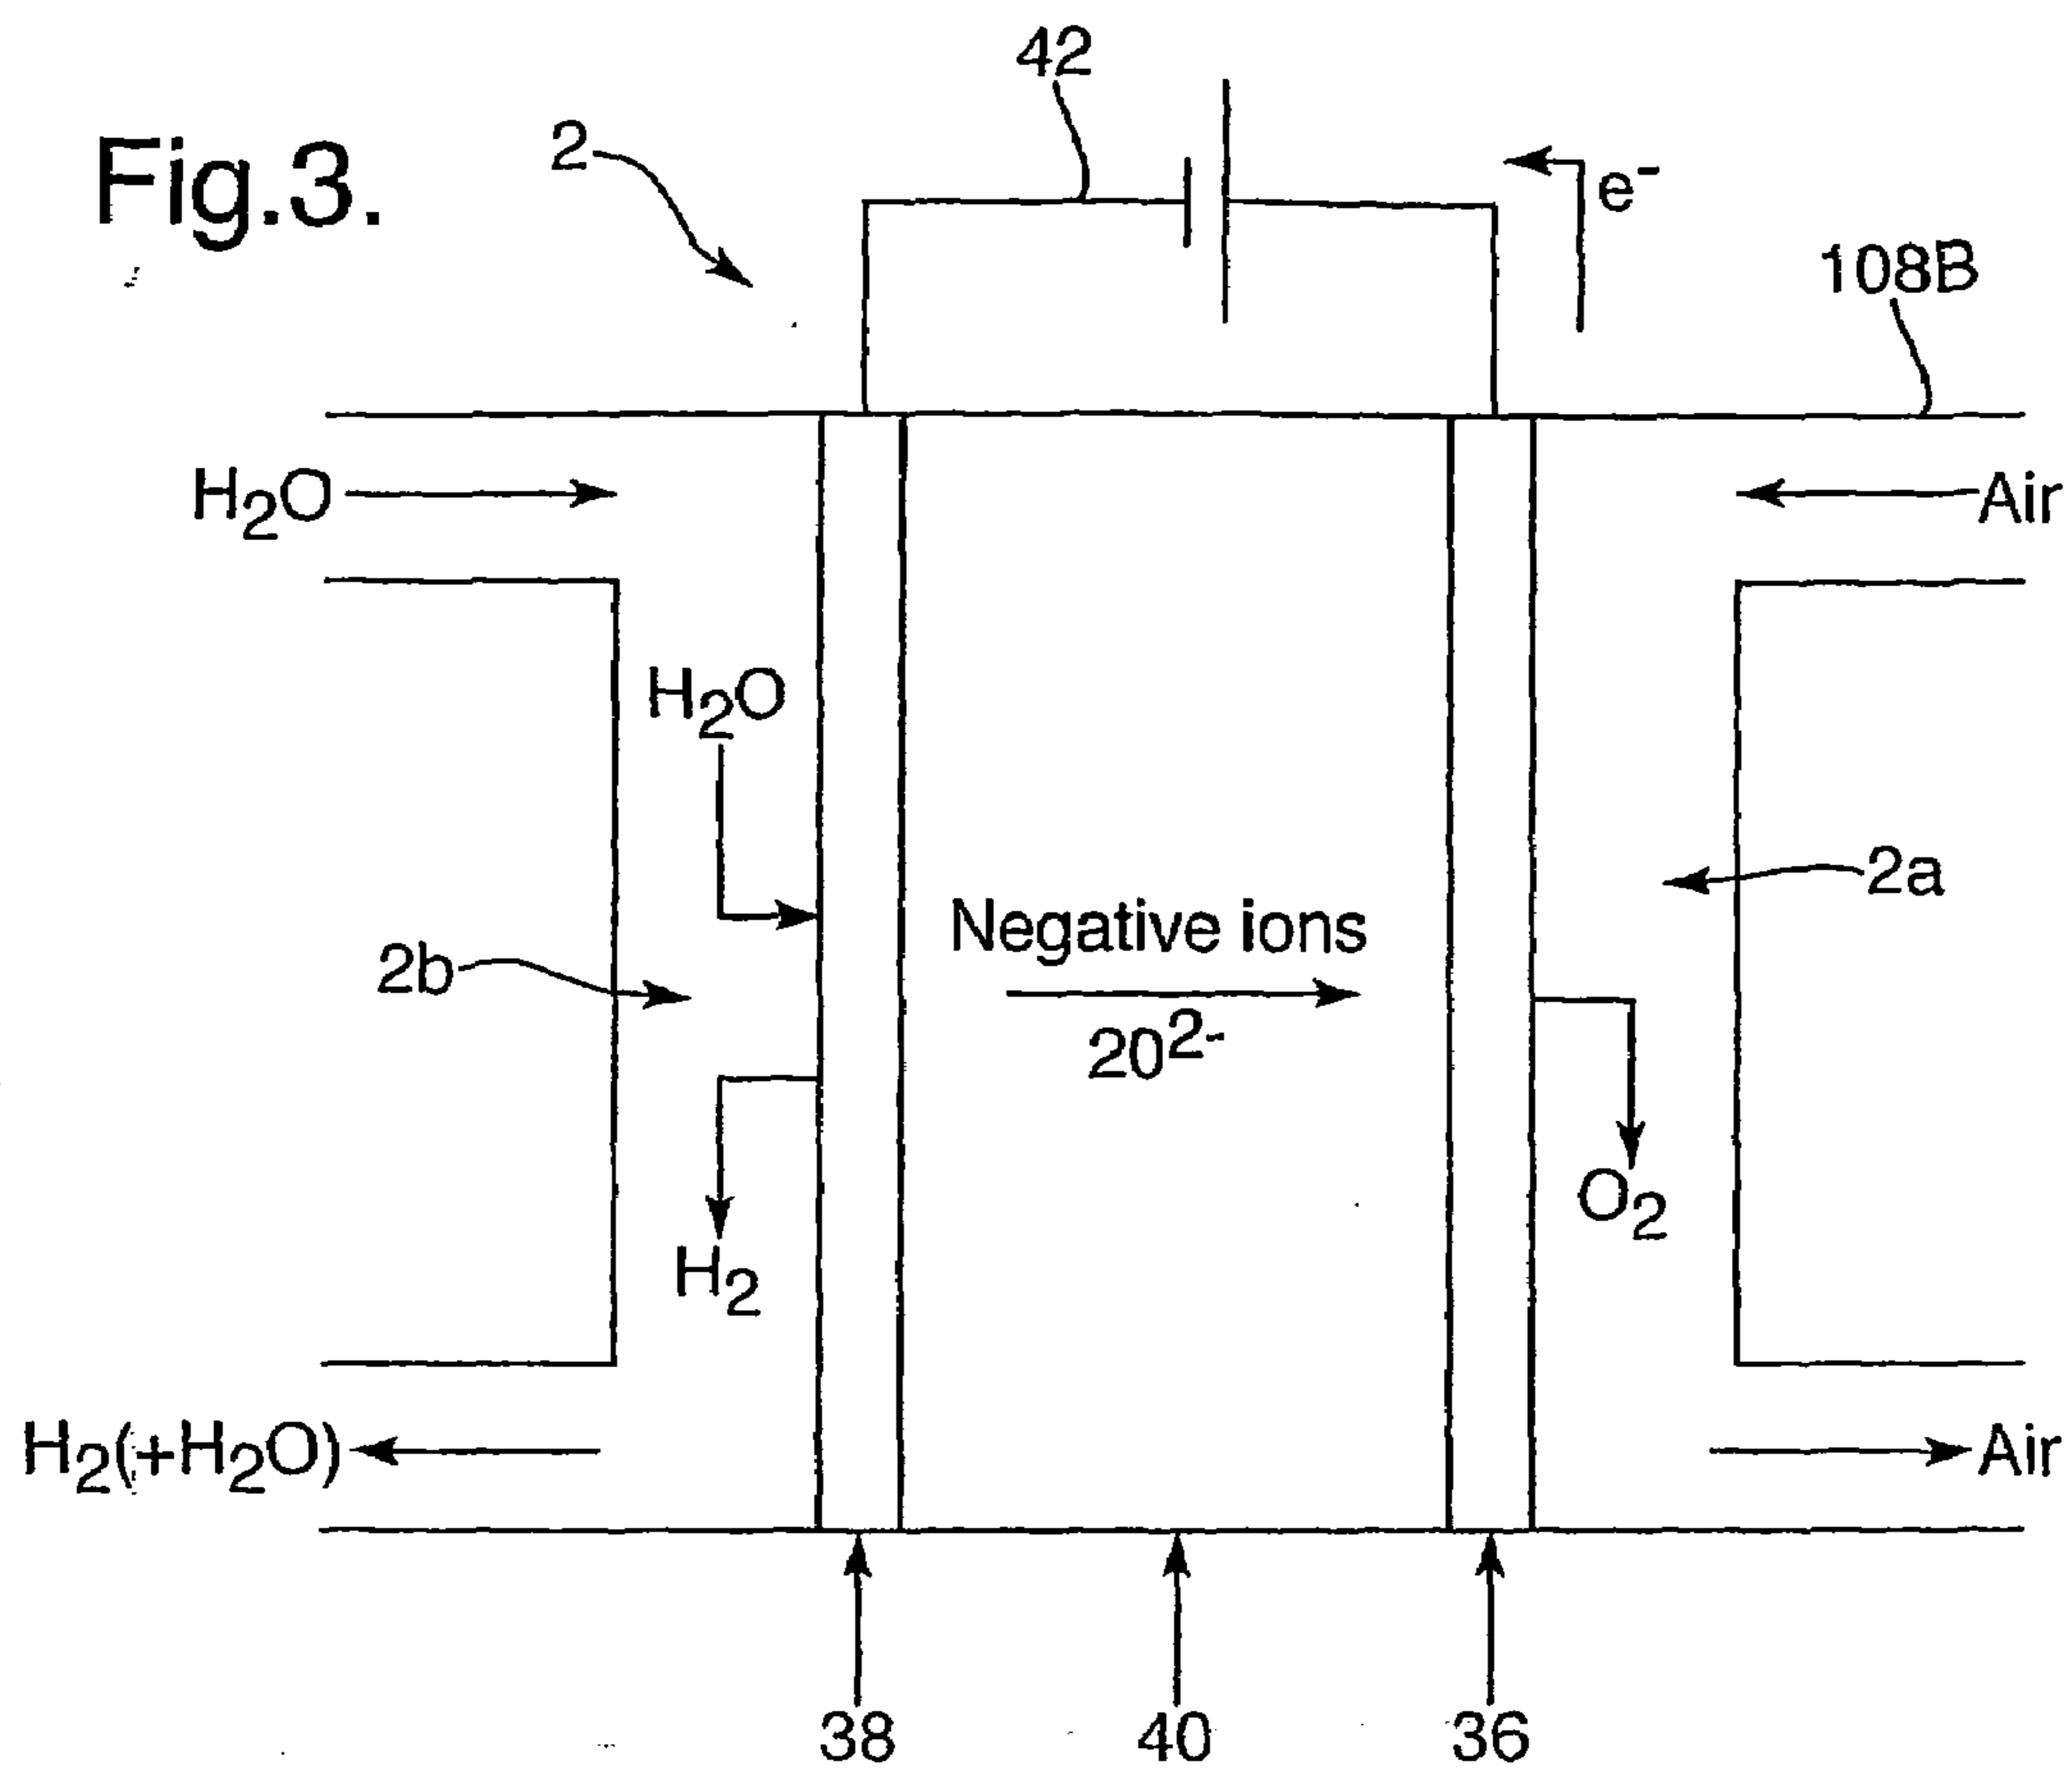 Fig.3.
42
2
e-
108B
H2O
Air
H2O
2a
Negative ions
2b
20²-
O2
H2
H2(+H2O)
Air
38
40
36